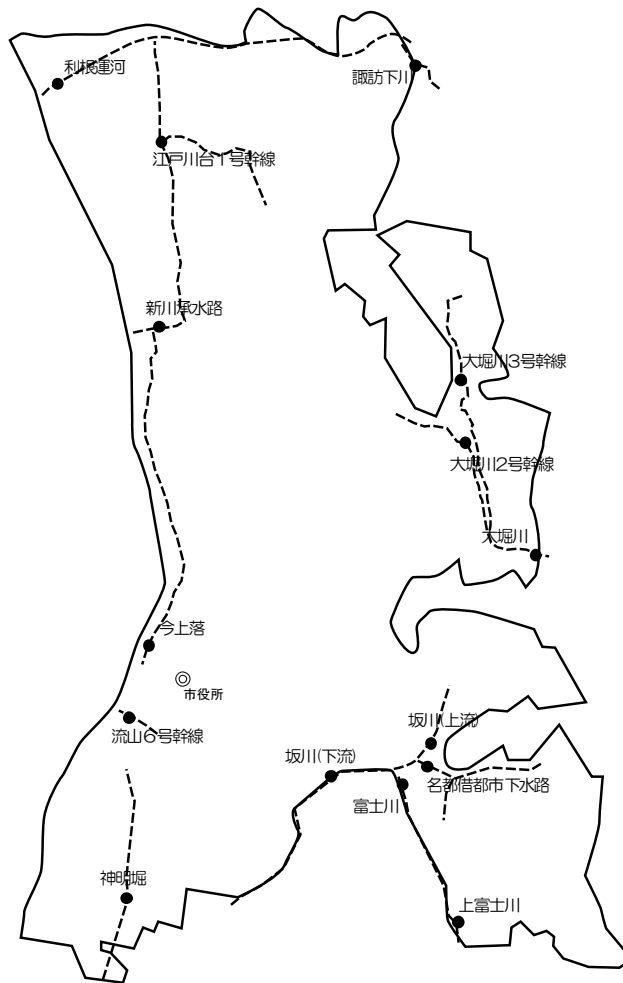 利根運河
諏訪下川
江戸川台1号幹線
新川承水路
大堀川3号幹線
大堀川2号幹線
大堀川
今上落
市役所
流山6号幹線
坂川(上流)
坂川(下流)
名都借都市下水路
富士川
神明堀
上富士川